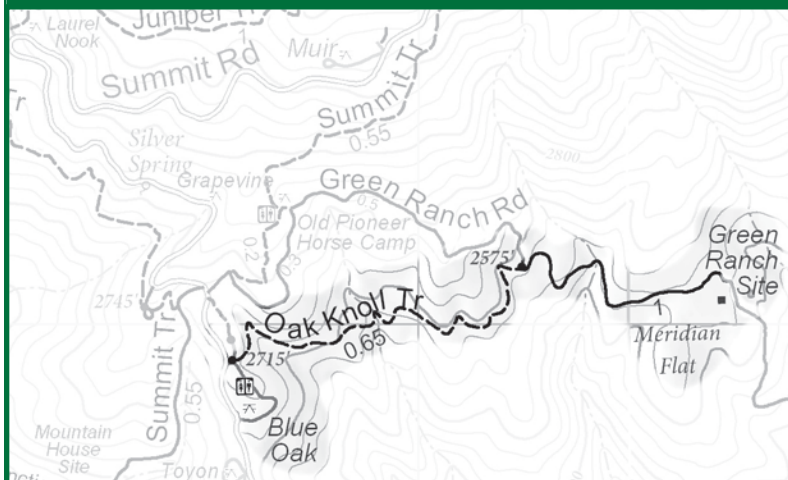 Laurel
Nook
Juniper Tr
1
Muir
Summit Rd
Tr
Summit Tr
0.55
Silver
Spring
2800
Grapevine
Green Ranch Rd
0.5
Old Pioneer
Horse Camp
0.2
0.3
2575'
Green
Ranch
Site
2745'
Oak Knoll Tr
0.65
Meridian
Flat
2715'
Summit Tr
0.55
Blue
Oak
Mountain
House
Site
Toyon